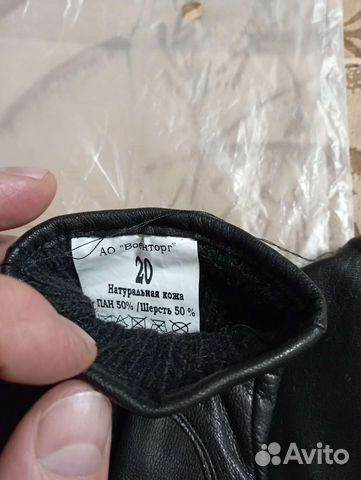 АО "Военторг"
20
Натуральная кожа
ПАН 50% /Шерсть 50 %
Avito